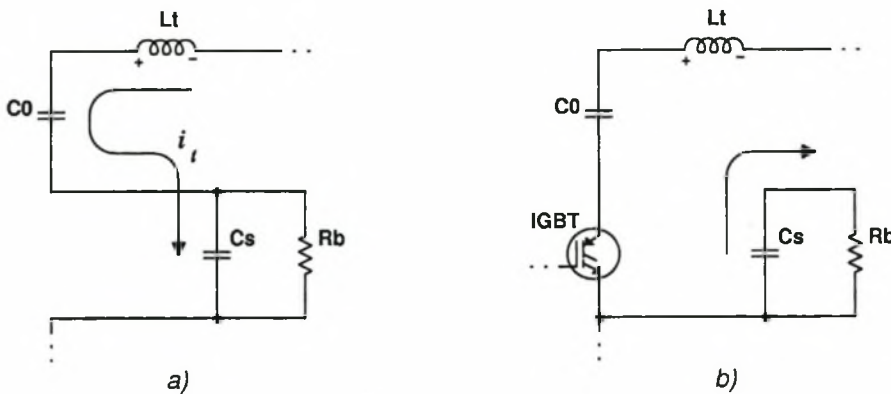 Lt
+ -
C0
i t
Cs
Rb
a)
Lt
+ -
C0
IGBT
Cs
Rb
b)